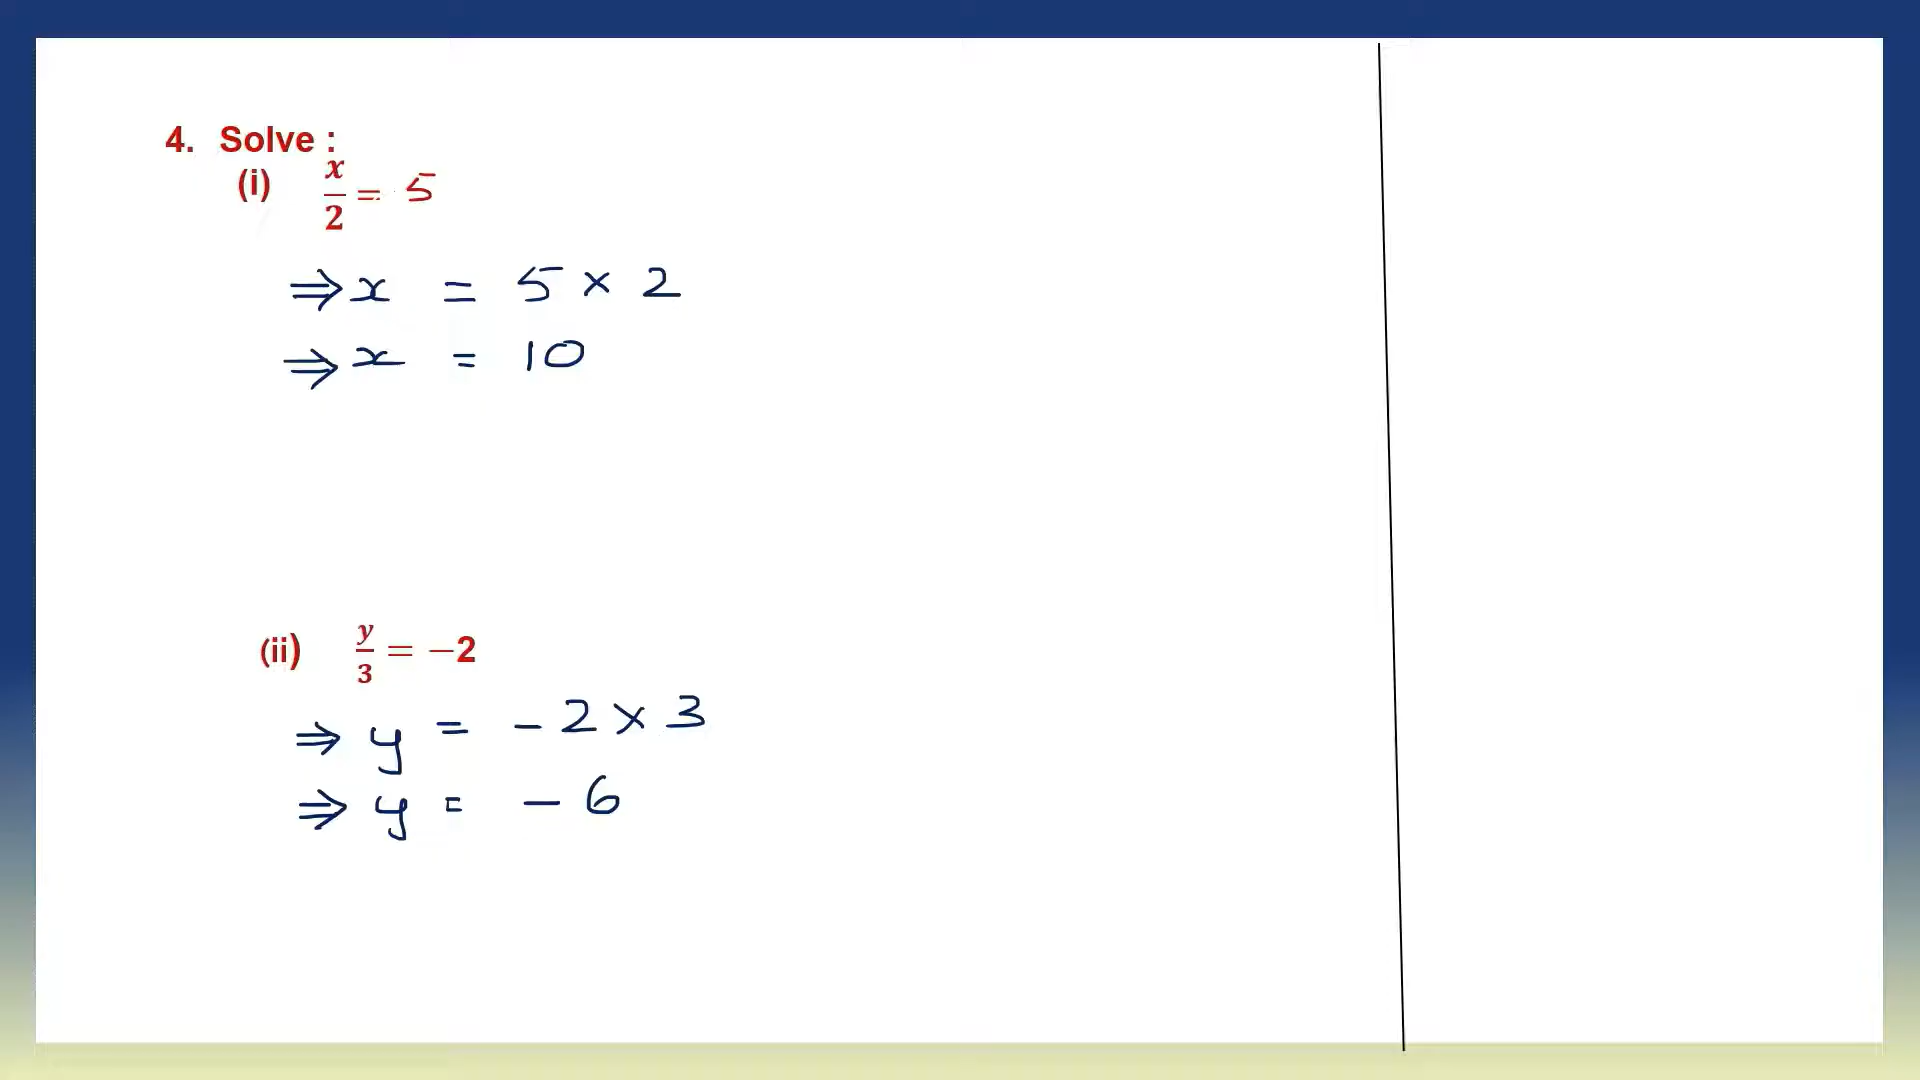 4. Solve :
(i) x/2 = 5
⇒ x = 5 × 2
⇒ x = 10
(ii) y/3 = −2
⇒ y = − 2 × 3
⇒ y = − 6